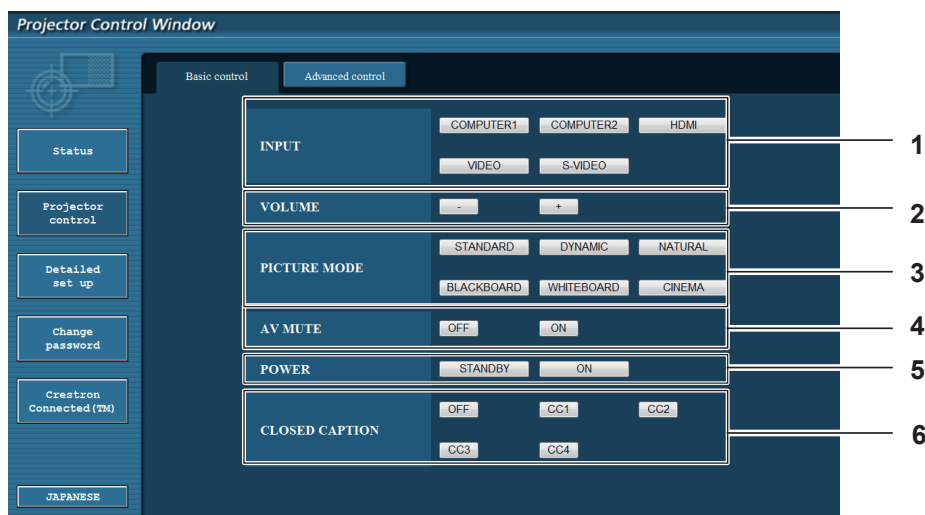 Projector Control Window
Basic control
Advanced control
Status
Projector
control
Detailed
set up
Change
password
Crestron
Connected(TM)
JAPANESE
INPUT
COMPUTER1 COMPUTER2 HDMI
VIDEO S-VIDEO
1
VOLUME - +
2
PICTURE MODE
STANDARD DYNAMIC NATURAL
BLACKBOARD WHITEBOARD CINEMA
3
AV MUTE OFF ON
4
POWER STANDBY ON
5
CLOSED CAPTION
OFF CC1 CC2
CC3 CC4
6